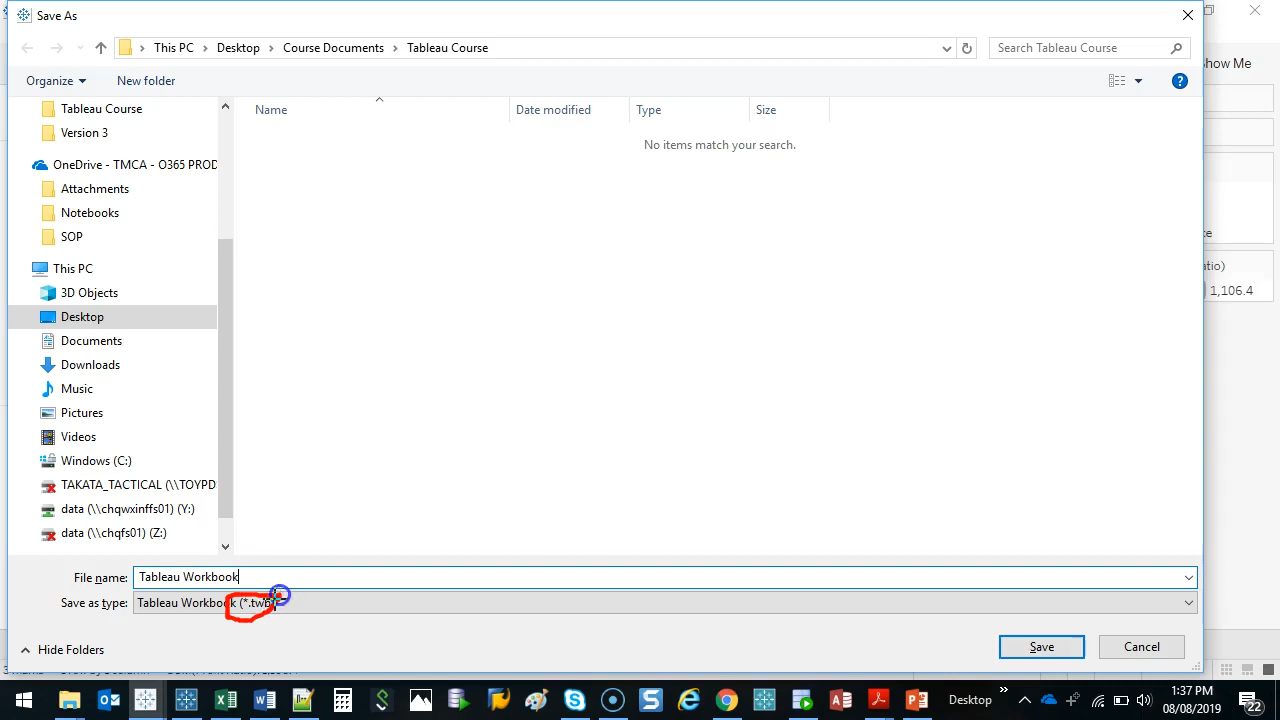 Save As
This PC > Desktop > Course Documents > Tableau Course
Search Tableau Course
Show Me
Organize
New folder
Name
Date modified
Type
Size
No items match your search.
Tableau Course
Version 3
OneDrive - TMCA - O365 PROD
Attachments
Notebooks
SOP
This PC
3D Objects
Desktop
Documents
Downloads
Music
Pictures
Videos
Windows (C:)
TAKATA_TACTICAL (\\TOYPD
data (\\chqwxinffs01) (Y:)
data (\\chqfs01) (Z:)
atio)
1,106.4
File name: Tableau Workbook
Save as type: Tableau Workbook (*.twb)
Hide Folders
Save
Cancel
Desktop
1:37 PM
08/08/2019
22